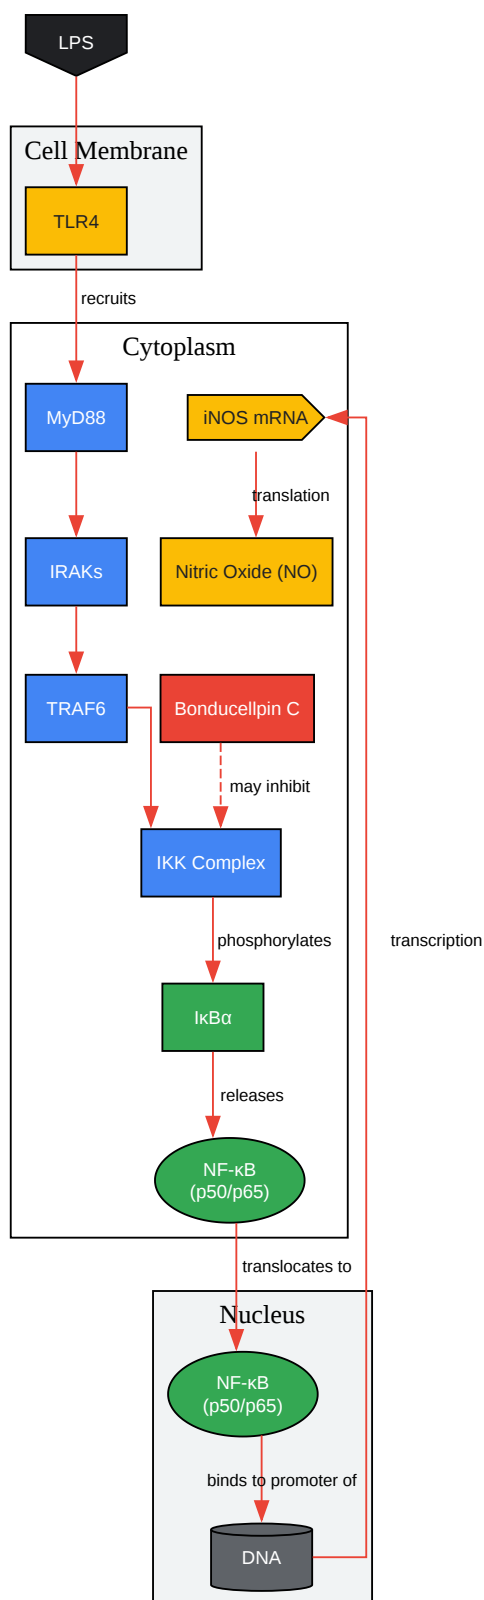 LPS
Cell Membrane
TLR4
recruits
Cytoplasm
MyD88
iNOS mRNA
translation
IRAKs
Nitric Oxide (NO)
TRAF6
Bonducellpin C
may inhibit
IKK Complex
phosphorylates
transcription
IκBα
releases
NF-κB
(p50/p65)
translocates to
Nucleus
NF-κB
(p50/p65)
binds to promoter of
DNA